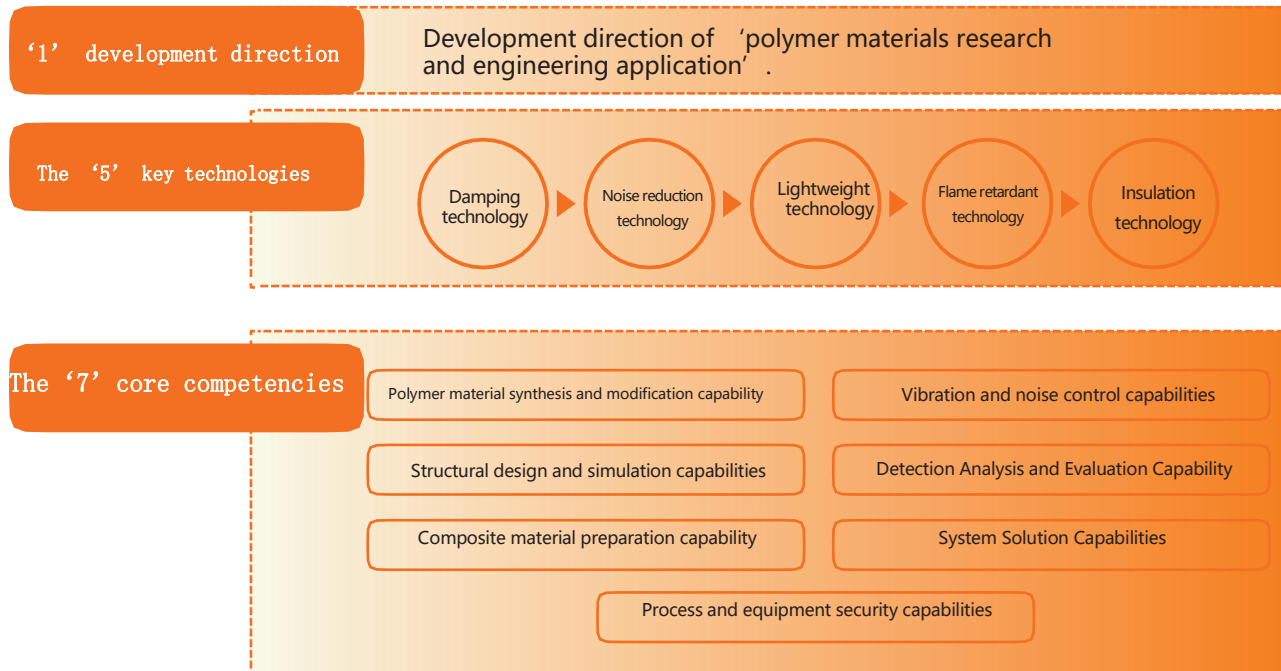 ‘1’ development direction
Development direction of ‘polymer materials research
and engineering application’.
The ‘5’ key technologies
Damping
technology
Noise reduction
technology
Lightweight
technology
Flame retardant
technology
Insulation
technology
The ‘7’ core competencies
Polymer material synthesis and modification capability
Vibration and noise control capabilities
Structural design and simulation capabilities
Detection Analysis and Evaluation Capability
Composite material preparation capability
System Solution Capabilities
Process and equipment security capabilities